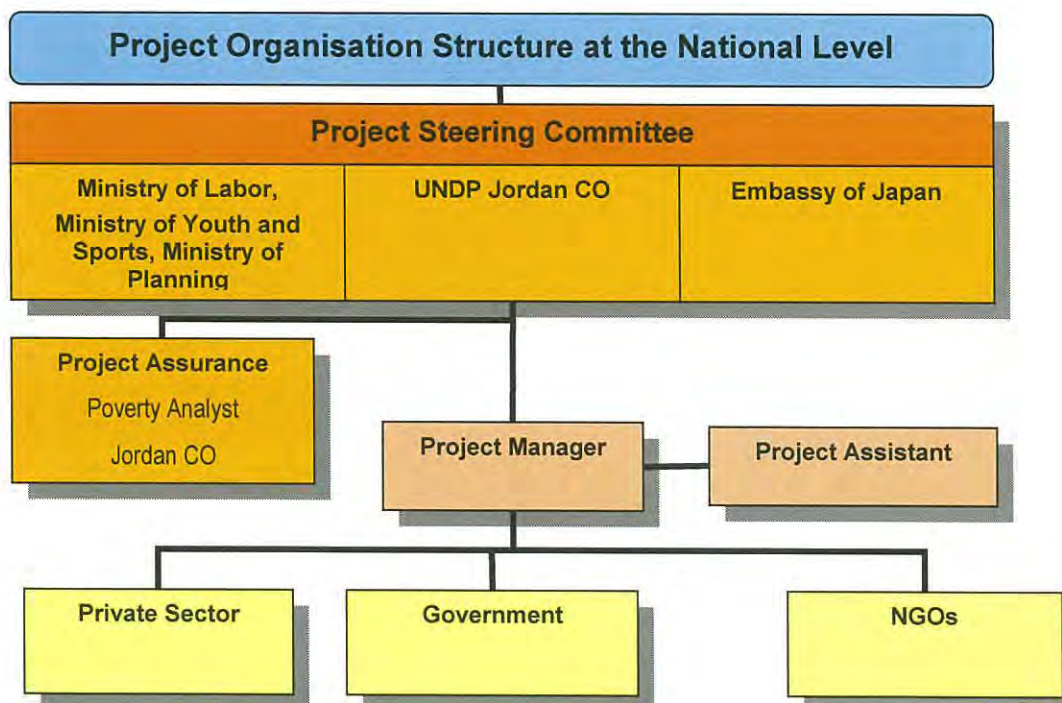 Project Organisation Structure at the National Level
Project Steering Committee
Ministry of Labor,
Ministry of Youth and
Sports, Ministry of
Planning
UNDP Jordan CO
Embassy of Japan
Project Assurance
Poverty Analyst
Jordan CO
Project Manager
Project Assistant
Private Sector
Government
NGOs